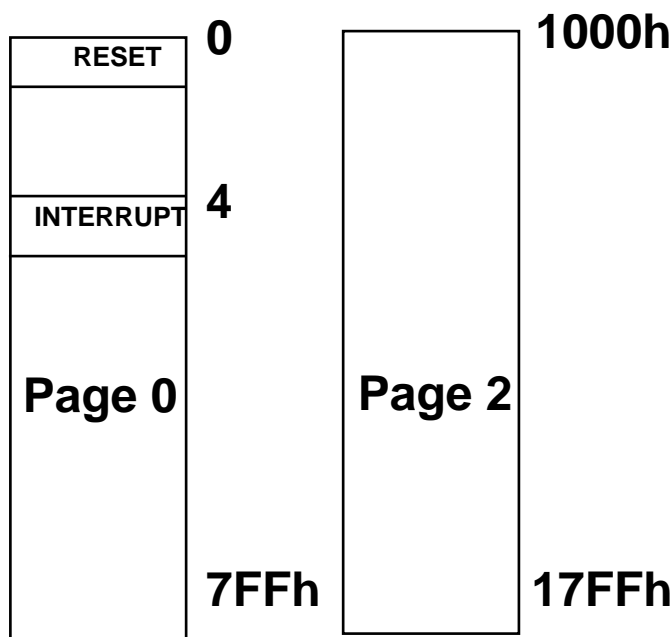 RESET
0
INTERRUPT
4
Page 0
7FFh
1000h
Page 2
17FFh